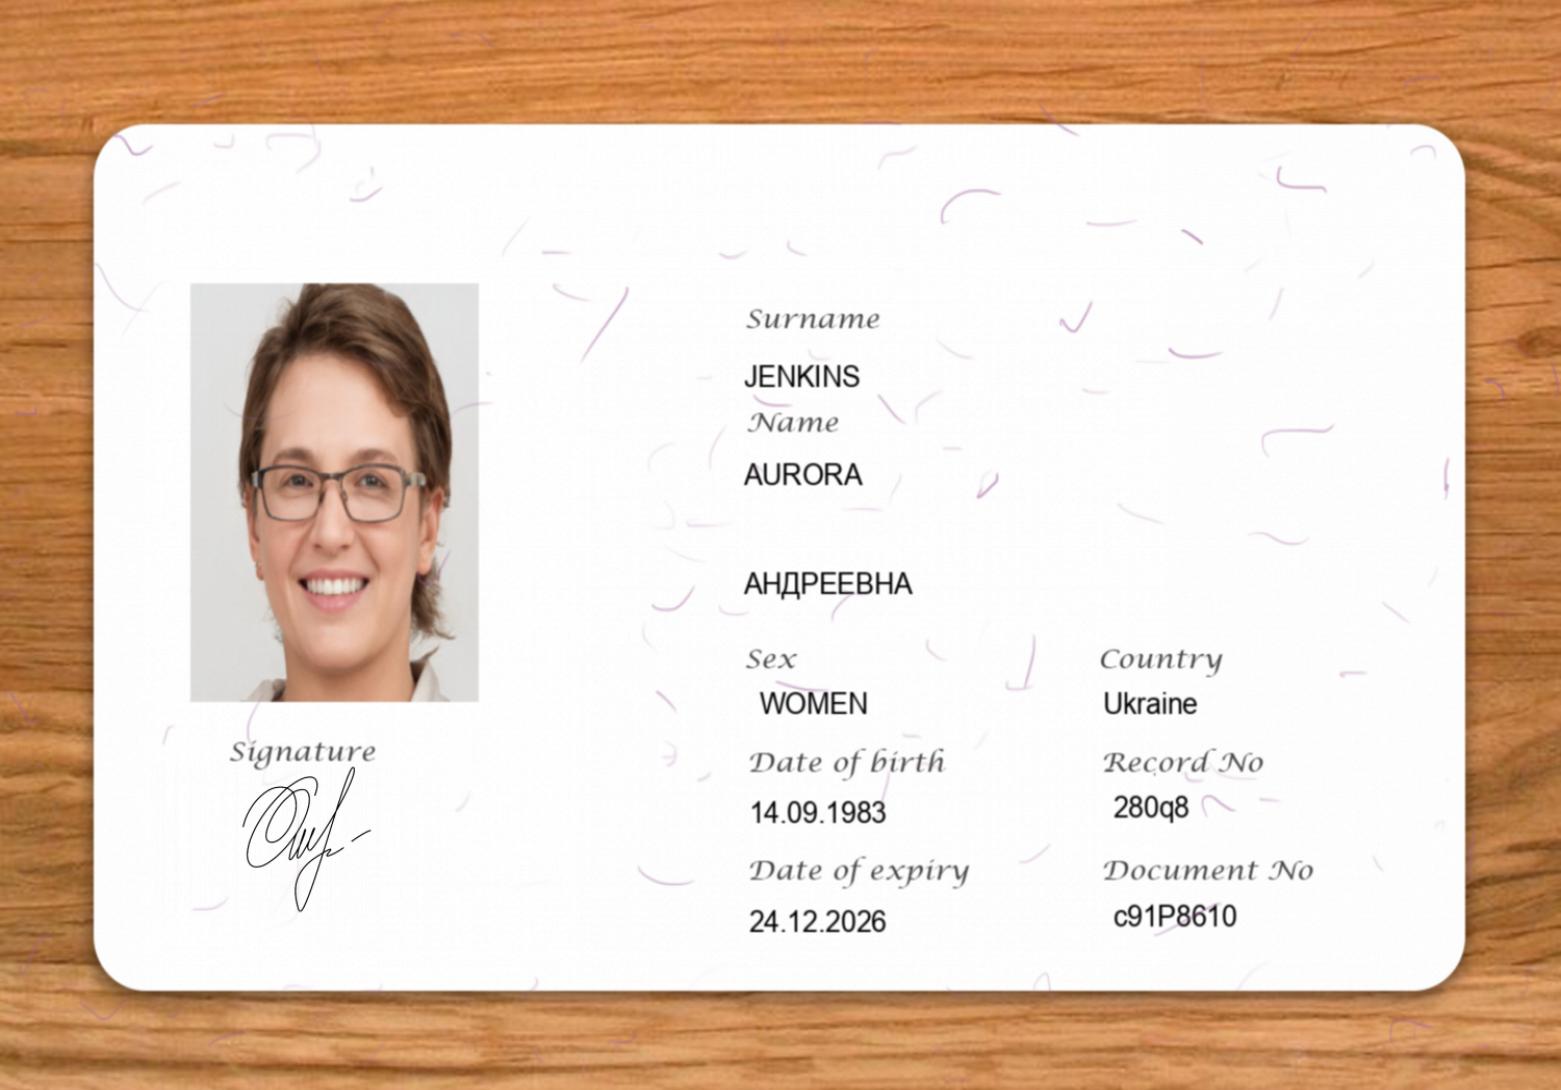 Surname
JENKINS
Name
AURORA
АНДРЕЕВНА
Sex
Country
WOMEN
Ukraine
Date of birth
Record No
14.09.1983
280q8
Date of expiry
Document No
24.12.2026
c91P8610
Signature